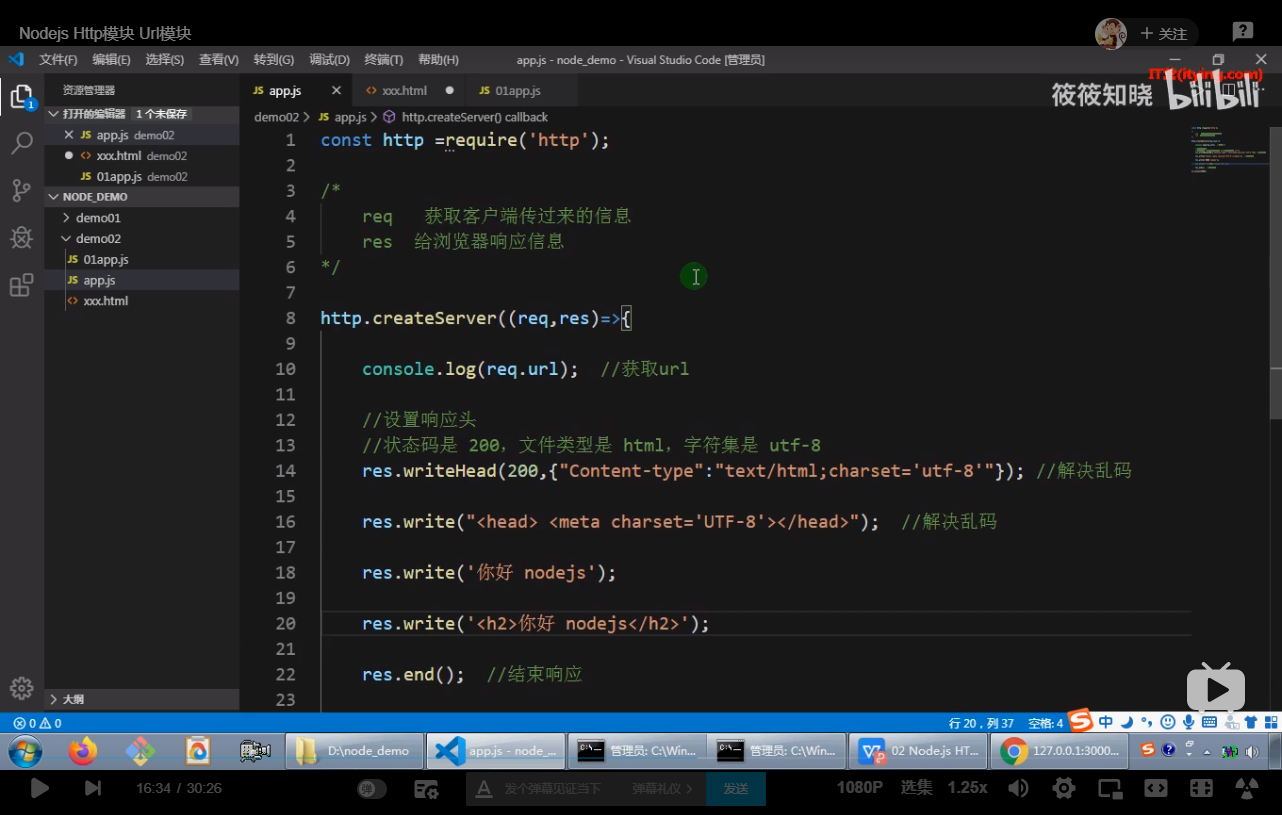 Nodejs Http模块 Url模块
+ 关注
文件(F) 编辑(E) 选择(S) 查看(V) 转到(G) 调试(D) 终端(T) 帮助(H) app.js - node_demo - Visual Studio Code [管理员]
筱筱知晓 bilibili
资源管理器
打开的编辑器 1 个未保存
JS app.js demo02
<> xxx.html demo02
JS 01app.js demo02
NODE_DEMO
demo01
demo02
JS 01app.js
JS app.js
<> xxx.html
大纲
JS app.js <> xxx.html JS 01app.js
demo02 > JS app.js > http.createServer() callback
1 const http =require('http');
2
3 /*
4 req 获取客户端传过来的信息
5 res 给浏览器响应信息
6 */
7
8 http.createServer((req,res)=>{
9
10 console.log(req.url); //获取url
11
12 //设置响应头
13 //状态码是 200，文件类型是 html，字符集是 utf-8
14 res.writeHead(200,{"Content-type":"text/html;charset='utf-8'"}); //解决乱码
15
16 res.write("<head> <meta charset='UTF-8'></head>"); //解决乱码
17
18 res.write('你好 nodejs');
19
20 res.write('<h2>你好 nodejs</h2>');
21
22 res.end(); //结束响应
23
0 0 行 20，列 37 空格: 4 中
D:\node_demo app.js - node_... 管理员: C:\Win... 管理员: C:\Win... 02 Node.js HT... 127.0.0.1:3000...
16:34 / 30:26 弹 发个弹幕见证当下 弹幕礼仪 > 发送 1080P 选集 1.25x